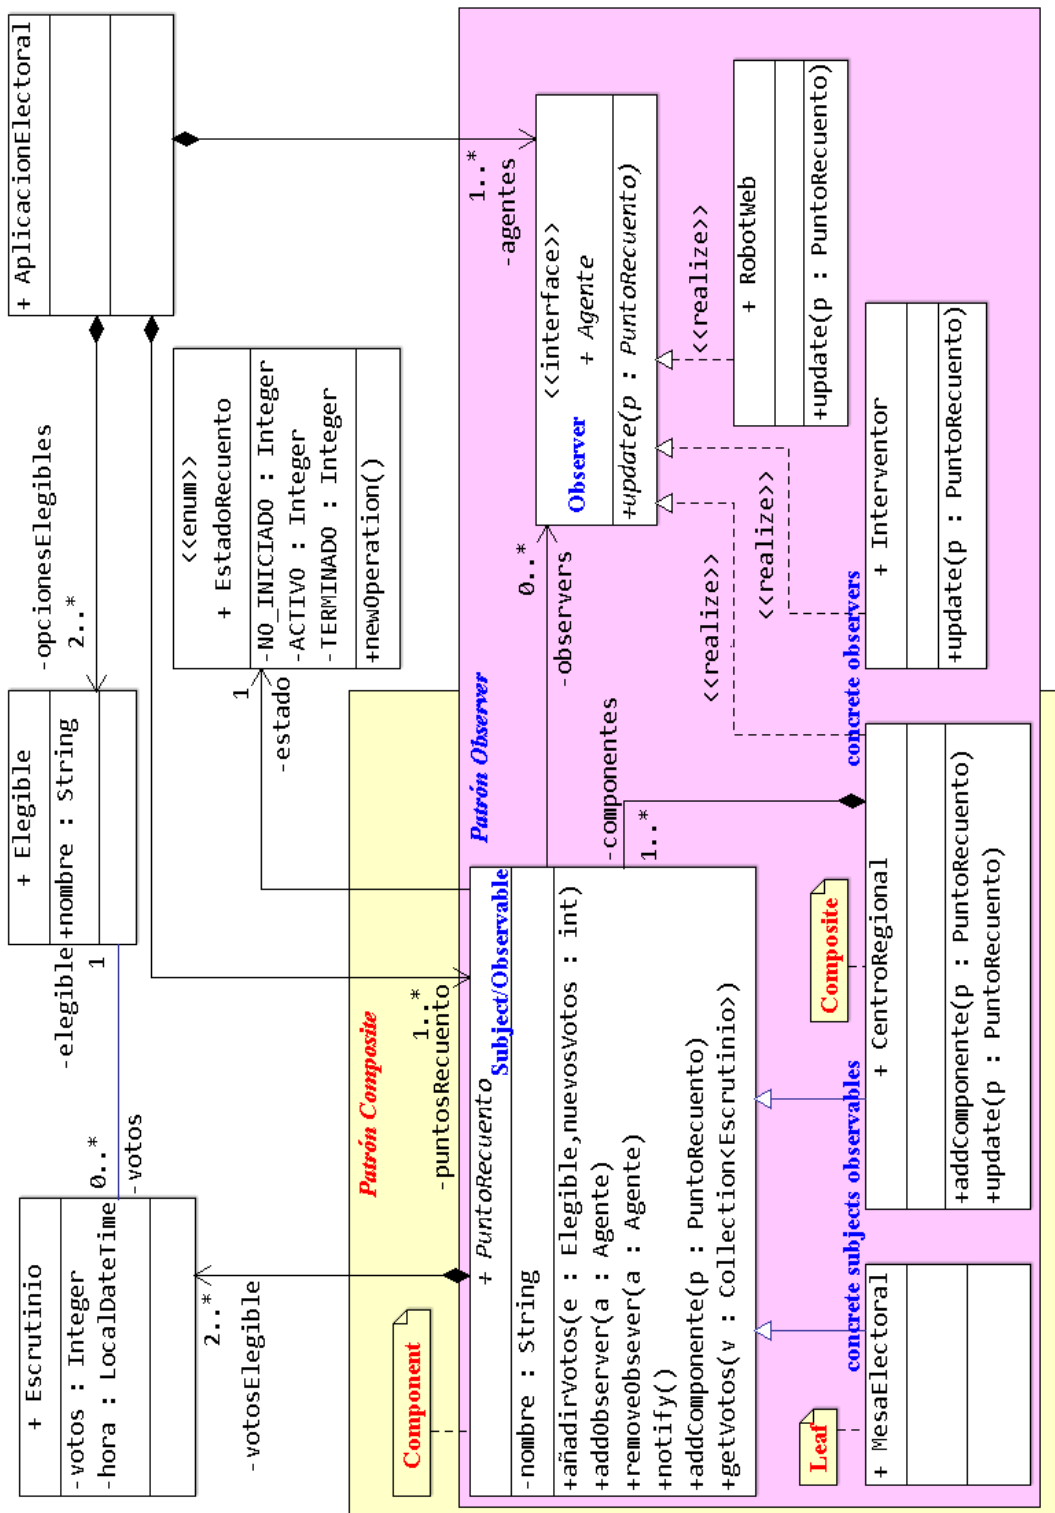 + Escrutinio
-votos : Integer
-hora : LocalDateTime
0..*
-votos
2..*
-votosElegible
-elegible
1
+ Elegible
+nombre : String
-opcionesElegibles
2..*
+ AplicacionElectoral
<<enum>>
+ EstadoRecuento
-NO_INICIADO : Integer
-ACTIVO : Integer
-TERMINADO : Integer
+newOperation()
1
-estado
1..*
-agentes
Patrón Composite
1..*
-puntosRecuento
Component
+ PuntoRecuento
Subject/Observable
-nombre : String
+añadirVotos(e : Elegible,nuevosVotos : int)
+addObserver(a : Agente)
+removeObsever(a : Agente)
+notify()
+addComponente(p : PuntoRecuento)
+getVotos(v : Collection<Escrutinio>)
Patrón Observer
0..*
-observers
<<interface>>
Observer
+ Agente
+update(p : PuntoRecuento)
-componentes
1..*
<<realize>>
<<realize>>
<<realize>>
+ RobotWeb
+update(p : PuntoRecuento)
Leaf
Composite
concrete subjects observables
concrete observers
+ MesaElectoral
+ CentroRegional
+addComponente(p : PuntoRecuento)
+update(p : PuntoRecuento)
+ Interventor
+update(p : PuntoRecuento)